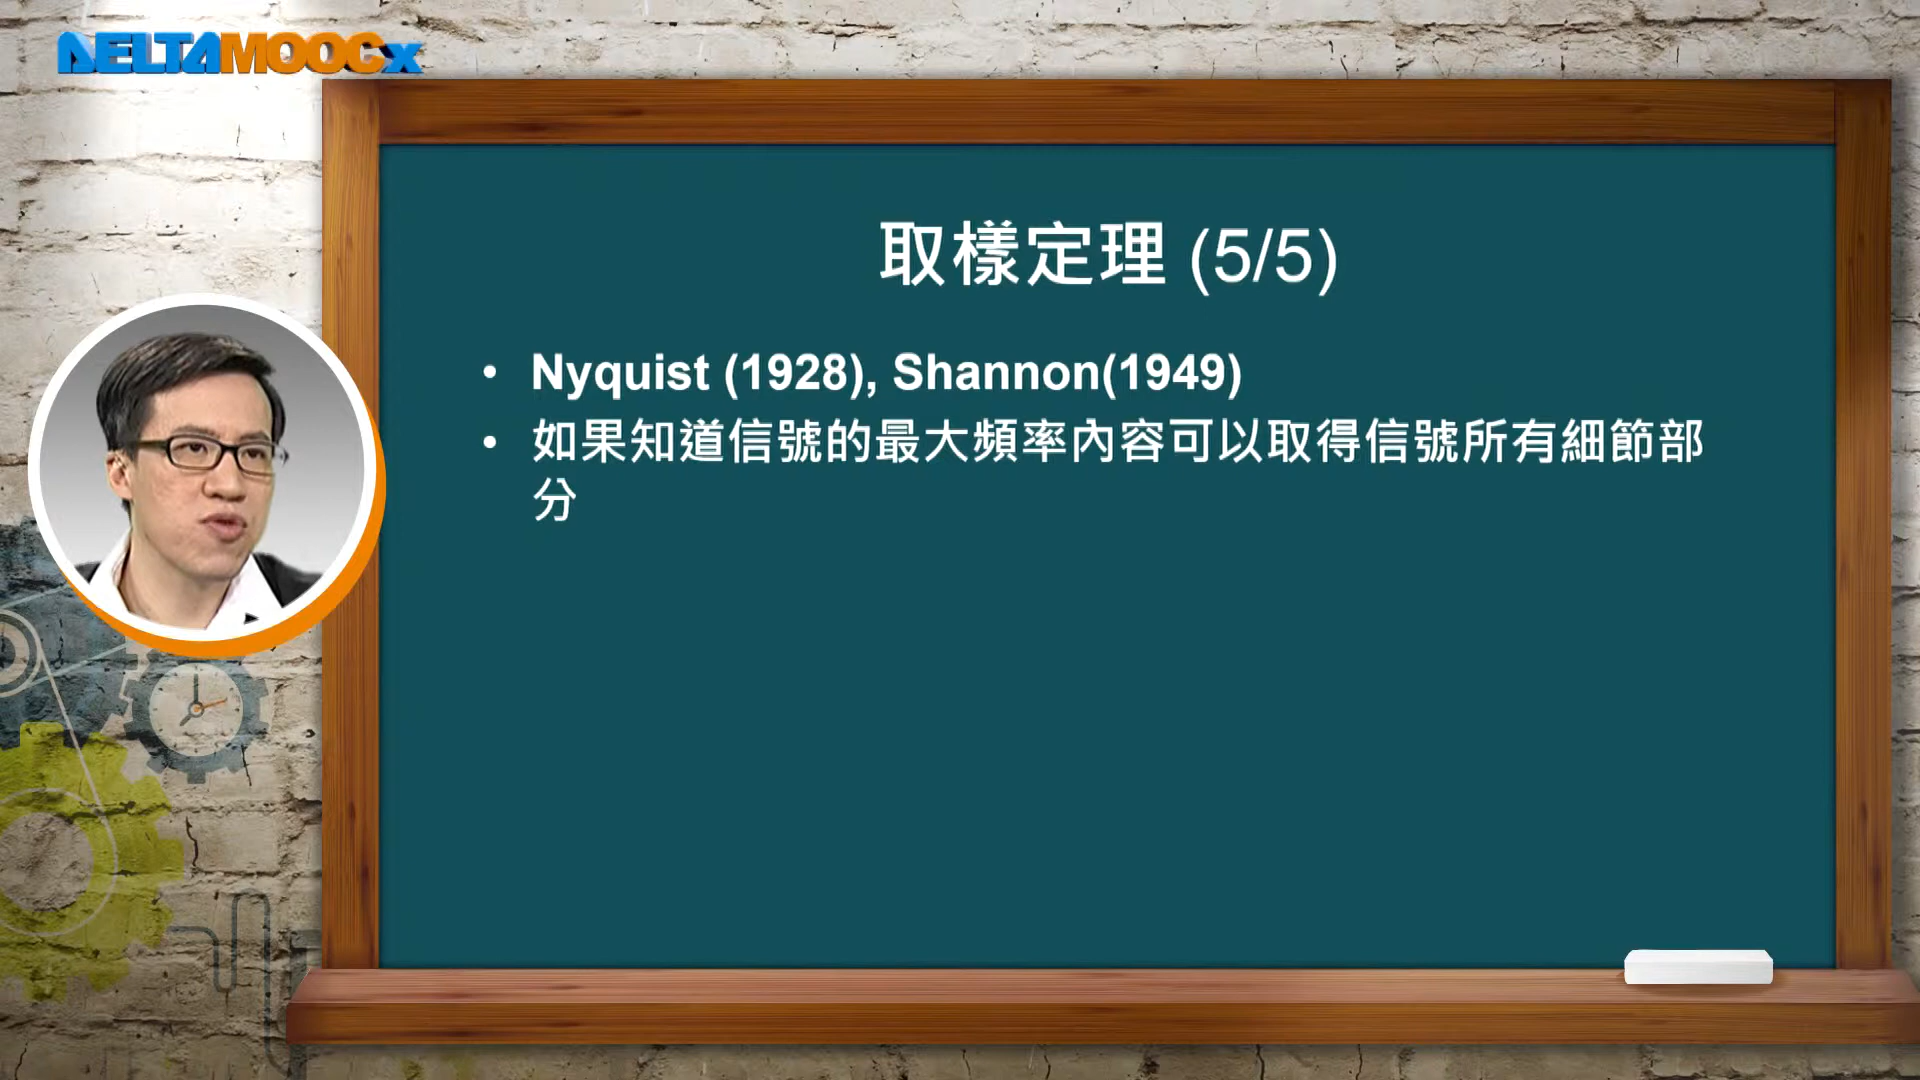 DELTAMOOCx
取樣定理 (5/5)
• Nyquist (1928), Shannon(1949)
• 如果知道信號的最大頻率內容可以取得信號所有細節部
分